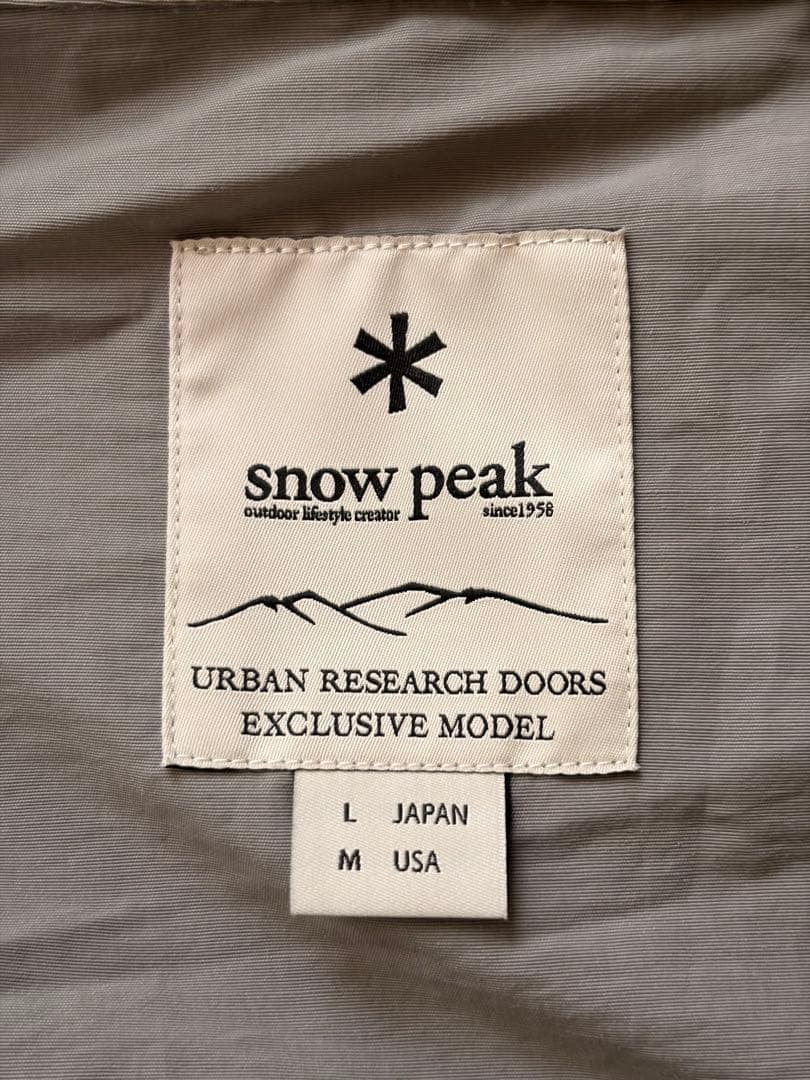 snow peak
outdoor lifestyle creator since1958
URBAN RESEARCH DOORS
EXCLUSIVE MODEL
L JAPAN
M USA